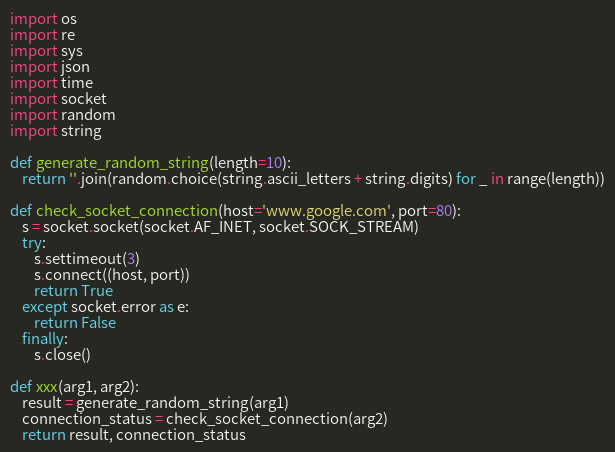 import os
import re
import sys
import json
import time
import socket
import random
import string

def generate_random_string(length=10):
    return ''.join(random.choice(string.ascii_letters + string.digits) for _ in range(length))

def check_socket_connection(host='www.google.com', port=80):
    s = socket.socket(socket.AF_INET, socket.SOCK_STREAM)
    try:
        s.settimeout(3)
        s.connect((host, port))
        return True
    except socket.error as e:
        return False
    finally:
        s.close()

def xxx(arg1, arg2):
    result = generate_random_string(arg1)
    connection_status = check_socket_connection(arg2)
    return result, connection_status